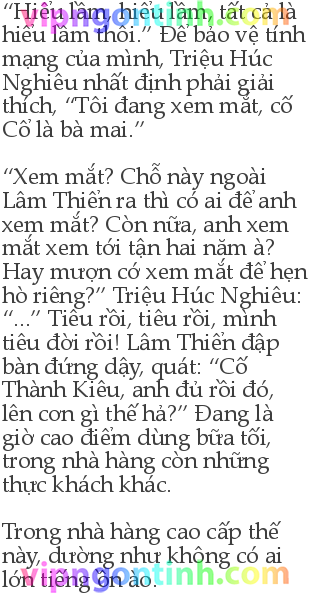 “Hiểu lầm, hiểu lầm, tất cả là
vipngontinh.com
hiểu lầm thôi.” Để bảo vệ tính
mạng của mình, Triệu Húc
Nghiêu nhất định phải giải
thích, “Tôi đang xem mắt, cố
Cổ là bà mai.”
“Xem mắt? Chỗ này ngoài
Lâm Thiển ra thì có ai để anh
xem mắt? Còn nữa, anh xem
mắt xem tới tận hai năm à?
Hay mượn cớ xem mắt để hẹn
hò riêng?” Triệu Húc Nghiêu:
“...” Tiêu rồi, tiêu rồi, mình
tiêu đời rồi! Lâm Thiển đập
bàn đứng dậy, quát: “Cố
Thành Kiêu, anh đủ rồi đó,
lên cơn gì thế hả?” Đang là
giờ cao điểm dùng bữa tối,
trong nhà hàng còn những
thực khách khác.
Trong nhà hàng cao cấp thế
này, dường như không có ai
vipngontinh.com
lớn tiếng ồn ào.